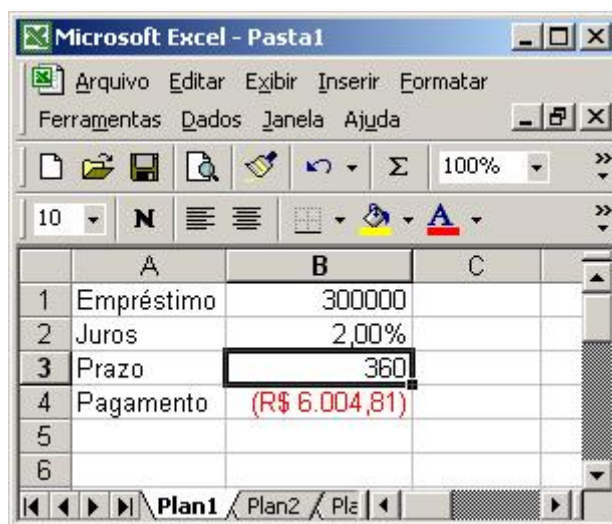 Microsoft Excel - Pasta1
Arquivo Editar Exibir Inserir Formatar
Ferramentas Dados Janela Ajuda
Σ 100%
10 N A
A B C
1 Empréstimo 300000
2 Juros 2,00%
3 Prazo 360
4 Pagamento (R$ 6.004,81)
5
6
Plan1 Plan2 Pla